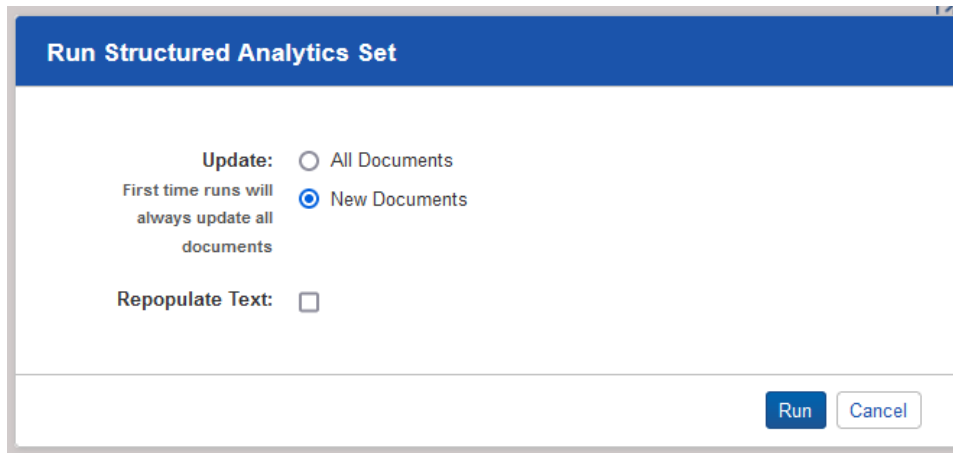 Run Structured Analytics Set
Update:
All Documents
First time runs will
always update all
documents
New Documents
Repopulate Text:
Run
Cancel